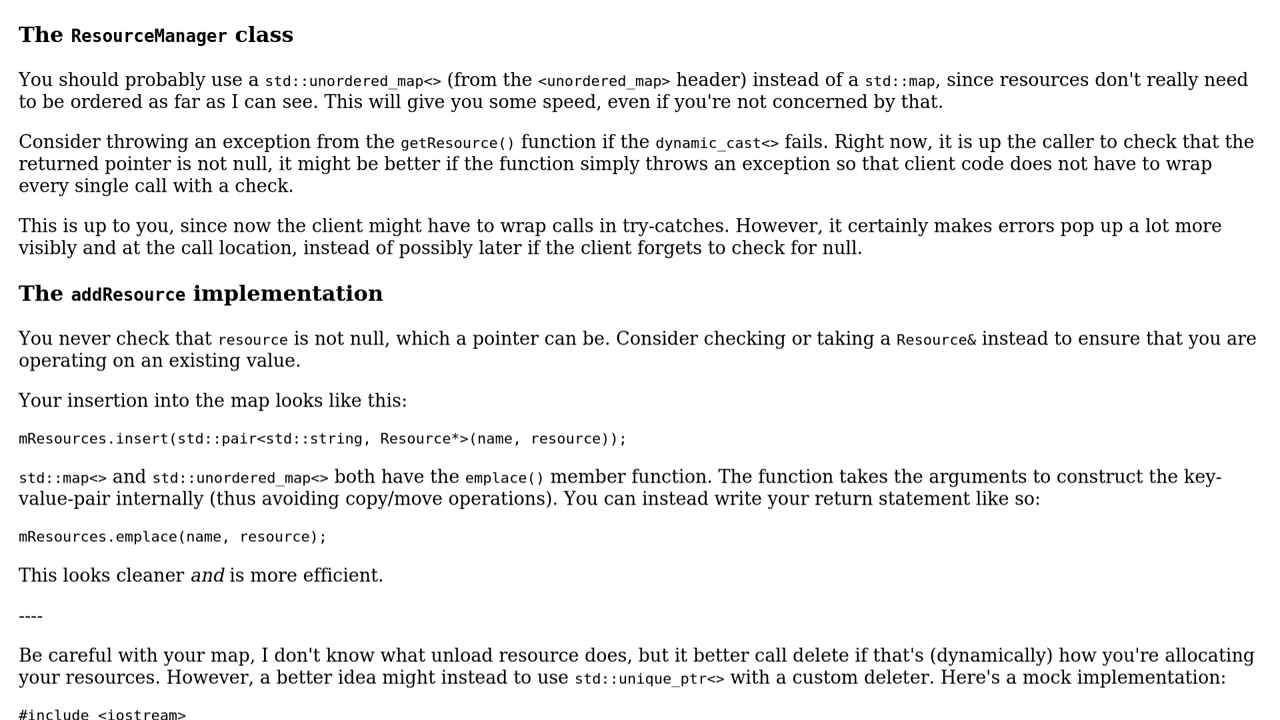 The ResourceManager class
You should probably use a std::unordered_map<> (from the <unordered_map> header) instead of a std::map, since resources don't really need
to be ordered as far as I can see. This will give you some speed, even if you're not concerned by that.
Consider throwing an exception from the getResource() function if the dynamic_cast<> fails. Right now, it is up the caller to check that the
returned pointer is not null, it might be better if the function simply throws an exception so that client code does not have to wrap
every single call with a check.
This is up to you, since now the client might have to wrap calls in try-catches. However, it certainly makes errors pop up a lot more
visibly and at the call location, instead of possibly later if the client forgets to check for null.
The addResource implementation
You never check that resource is not null, which a pointer can be. Consider checking or taking a Resource& instead to ensure that you are
operating on an existing value.
Your insertion into the map looks like this:
mResources.insert(std::pair<std::string, Resource*>(name, resource));
std::map<> and std::unordered_map<> both have the emplace() member function. The function takes the arguments to construct the key-
value-pair internally (thus avoiding copy/move operations). You can instead write your return statement like so:
mResources.emplace(name, resource);
This looks cleaner and is more efficient.
----
Be careful with your map, I don't know what unload resource does, but it better call delete if that's (dynamically) how you're allocating
your resources. However, a better idea might instead to use std::unique_ptr<> with a custom deleter. Here's a mock implementation:
#include <iostream>